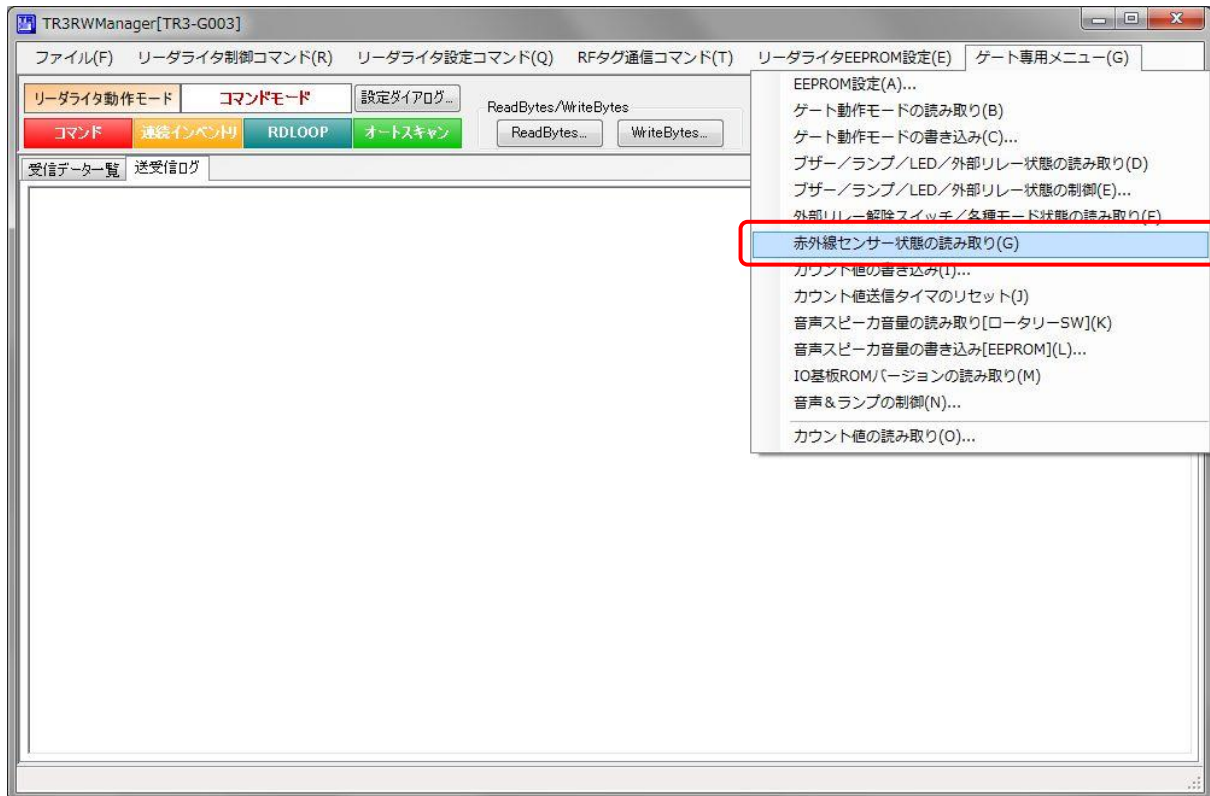 TR3RWManager[TR3-G003]
ファイル(F) リーダライタ制御コマンド(R) リーダライタ設定コマンド(Q) RFタグ通信コマンド(T) リーダライタEEPROM設定(E) ゲート専用メニュー(G)
リーダライタ動作モード コマンドモード 設定ダイアログ... ReadBytes/WriteBytes
コマンド 連続インベントリ RDLOOP オートスキャン ReadBytes... WriteBytes...
受信データ一覧 送受信ログ
EEPROM設定(A)...
ゲート動作モードの読み取り(B)
ゲート動作モードの書き込み(C)...
ブザー／ランプ／LED／外部リレー状態の読み取り(D)
ブザー／ランプ／LED／外部リレー状態の制御(E)...
外部リレー解除スイッチ／各種モード状態の読み取り(F)
赤外線センサー状態の読み取り(G)
カウント値の書き込み(I)...
カウント値送信タイマのリセット(J)
音声スピーカ音量の読み取り[ロータリーSW](K)
音声スピーカ音量の書き込み[EEPROM](L)...
IO基板ROMバージョンの読み取り(M)
音声＆ランプの制御(N)...
カウント値の読み取り(O)...